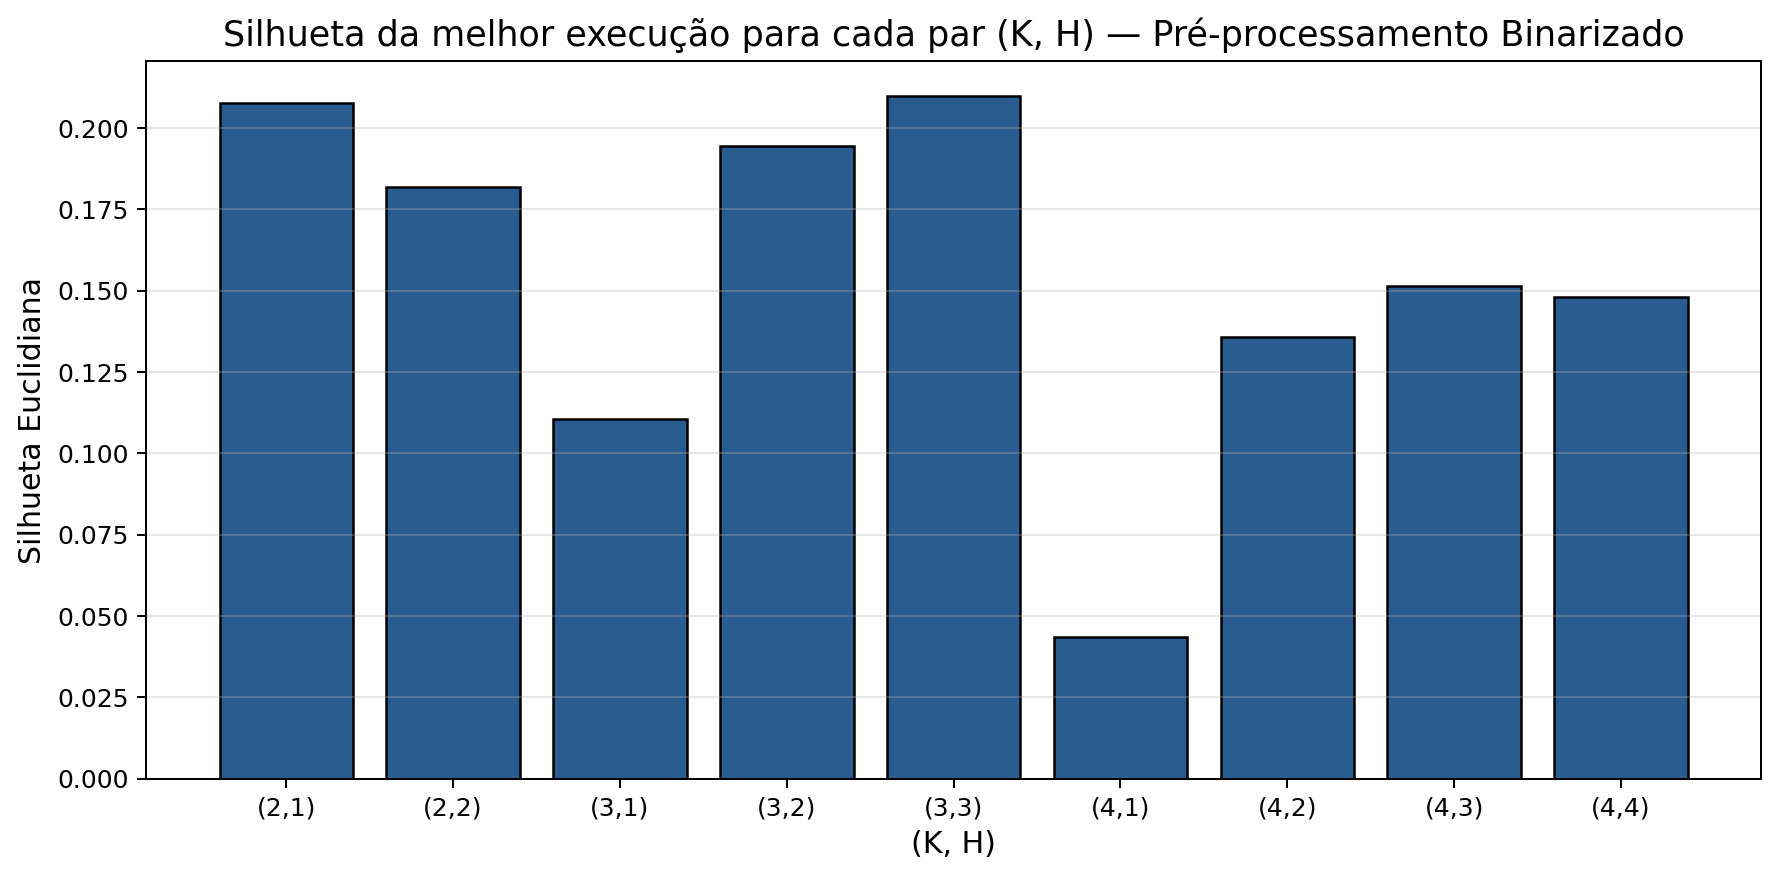 Silhueta da melhor execução para cada par (K, H) — Pré-processamento Binarizado
Silhueta Euclidiana
0.200
0.175
0.150
0.125
0.100
0.075
0.050
0.025
0.000
(2,1) (2,2) (3,1) (3,2) (3,3) (4,1) (4,2) (4,3) (4,4)
(K, H)